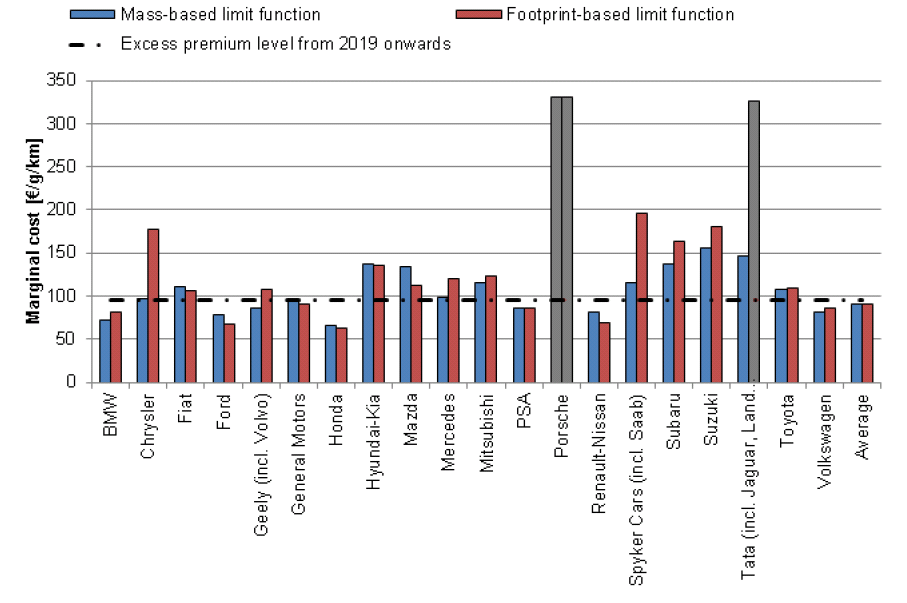 Mass-based limit function
Footprint-based limit function
Excess premium level from 2019 onwards
Marginal cost [€/g/km]
350
300
250
200
150
100
50
0
BMW
Chrysler
Fiat
Ford
Geely (incl. Volvo)
General Motors
Honda
Hyundai-Kia
Mazda
Mercedes
Mitsubishi
PSA
Porsche
Renault-Nissan
Spyker Cars (incl. Saab)
Subaru
Suzuki
Tata (incl. Jaguar, Land...
Toyota
Volkswagen
Average